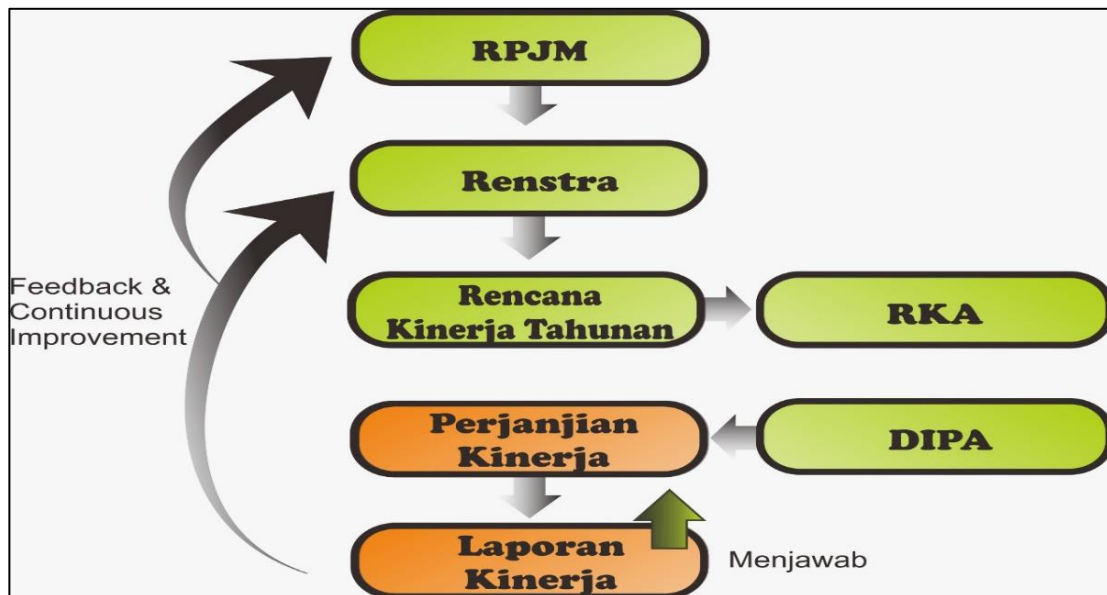 RPJM
Renstra
Feedback &
Continuous
Improvement
Rencana
Kinerja Tahunan
RKA
Perjanjian
Kinerja
DIPA
Laporan
Kinerja
Menjawab